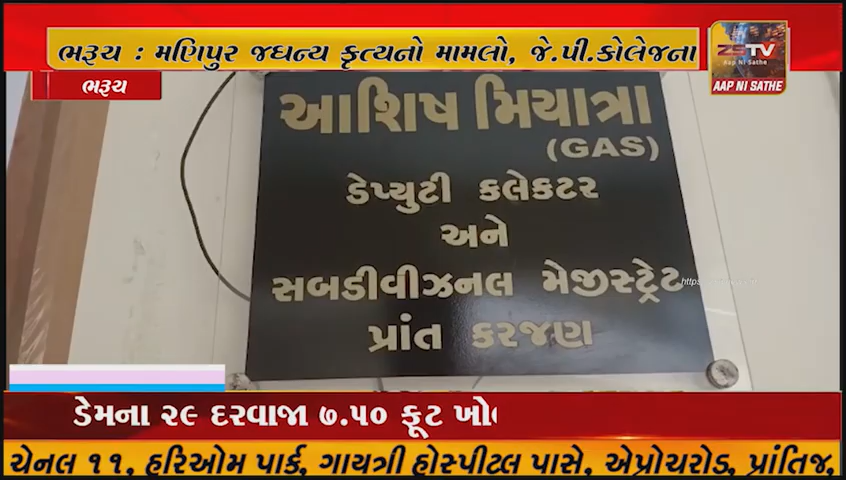 ભરૂચ : મણિપુર જઘન્ય કૃત્યનો મામલો, જે.પી.કોલેજના
ZSTV
Aap Ni Sathe
AAP NI SATHE
ભરૂચ
આશિષ મિયાત્રા
(GAS)
ડેપ્યુટી કલેકટર
અને
સબડીવીઝનલ મેજીસ્ટ્રેટ
https
પ્રાંત કરજણ
ડેમના ૨૯ દરવાજા ૭.૫૦ ફૂટ
ચેનલ ૧૧, હરિઓમ પાર્ક, ગાયત્રી હોસ્પીટલ પાસે, એપ્રોચરોડ, પ્રાંતિજ,